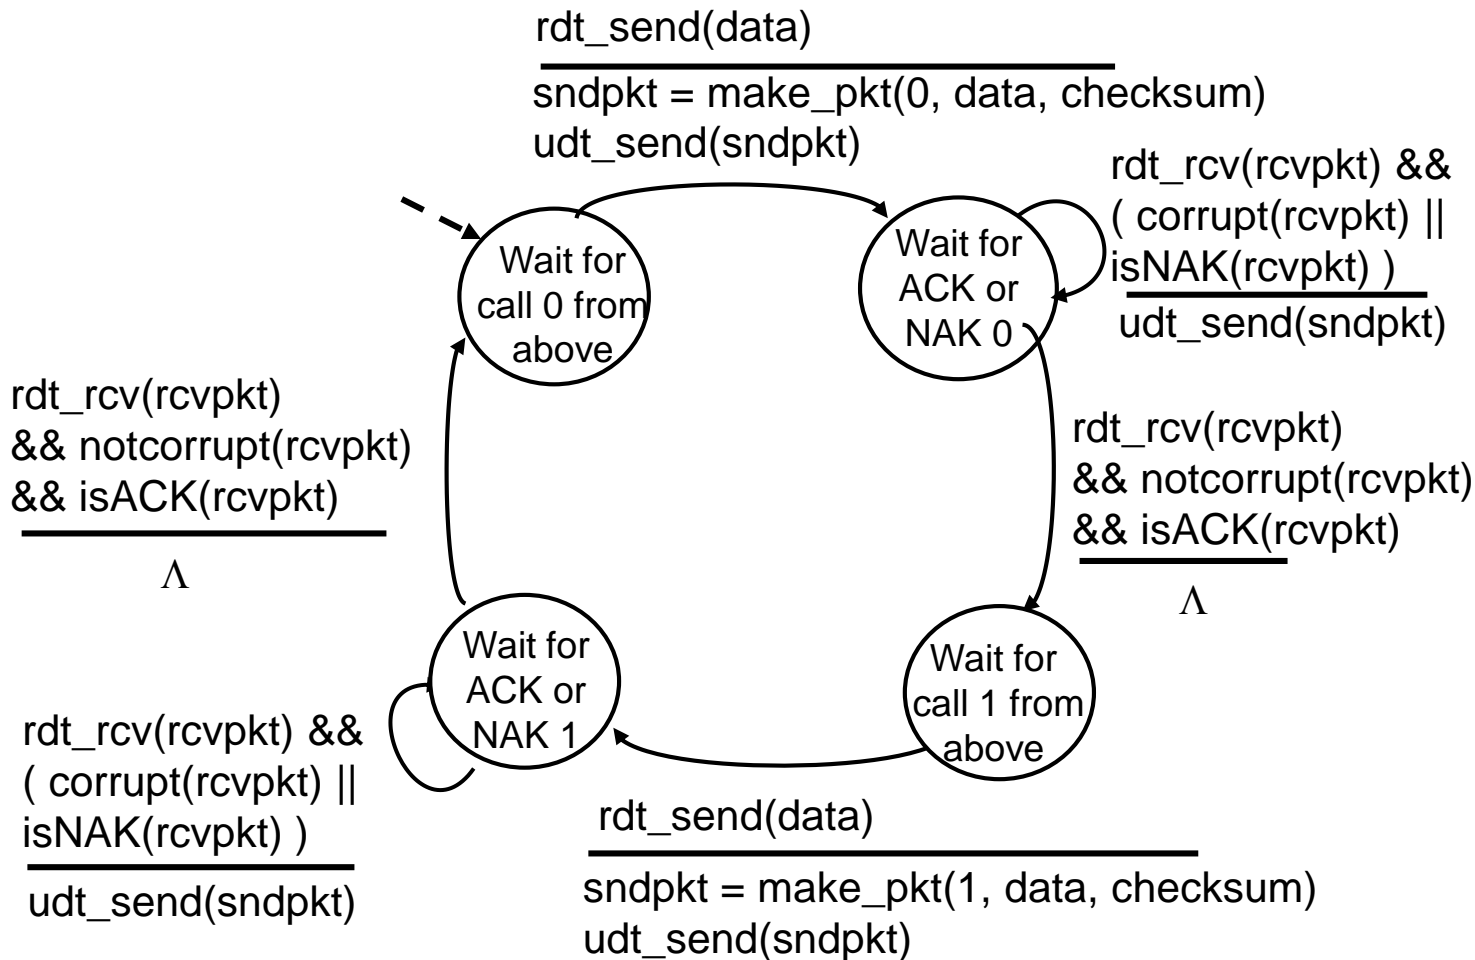 rdt_send(data)
sndpkt = make_pkt(0, data, checksum)
udt_send(sndpkt)
rdt_rcv(rcvpkt) &&
( corrupt(rcvpkt) ||
isNAK(rcvpkt) )
udt_send(sndpkt)
Wait for
call 0 from
above
Wait for
ACK or
NAK 0
rdt_rcv(rcvpkt)
&& notcorrupt(rcvpkt)
&& isACK(rcvpkt)
Λ
rdt_rcv(rcvpkt)
&& notcorrupt(rcvpkt)
&& isACK(rcvpkt)
Λ
Wait for
ACK or
NAK 1
Wait for
call 1 from
above
rdt_rcv(rcvpkt) &&
( corrupt(rcvpkt) ||
isNAK(rcvpkt) )
udt_send(sndpkt)
rdt_send(data)
sndpkt = make_pkt(1, data, checksum)
udt_send(sndpkt)